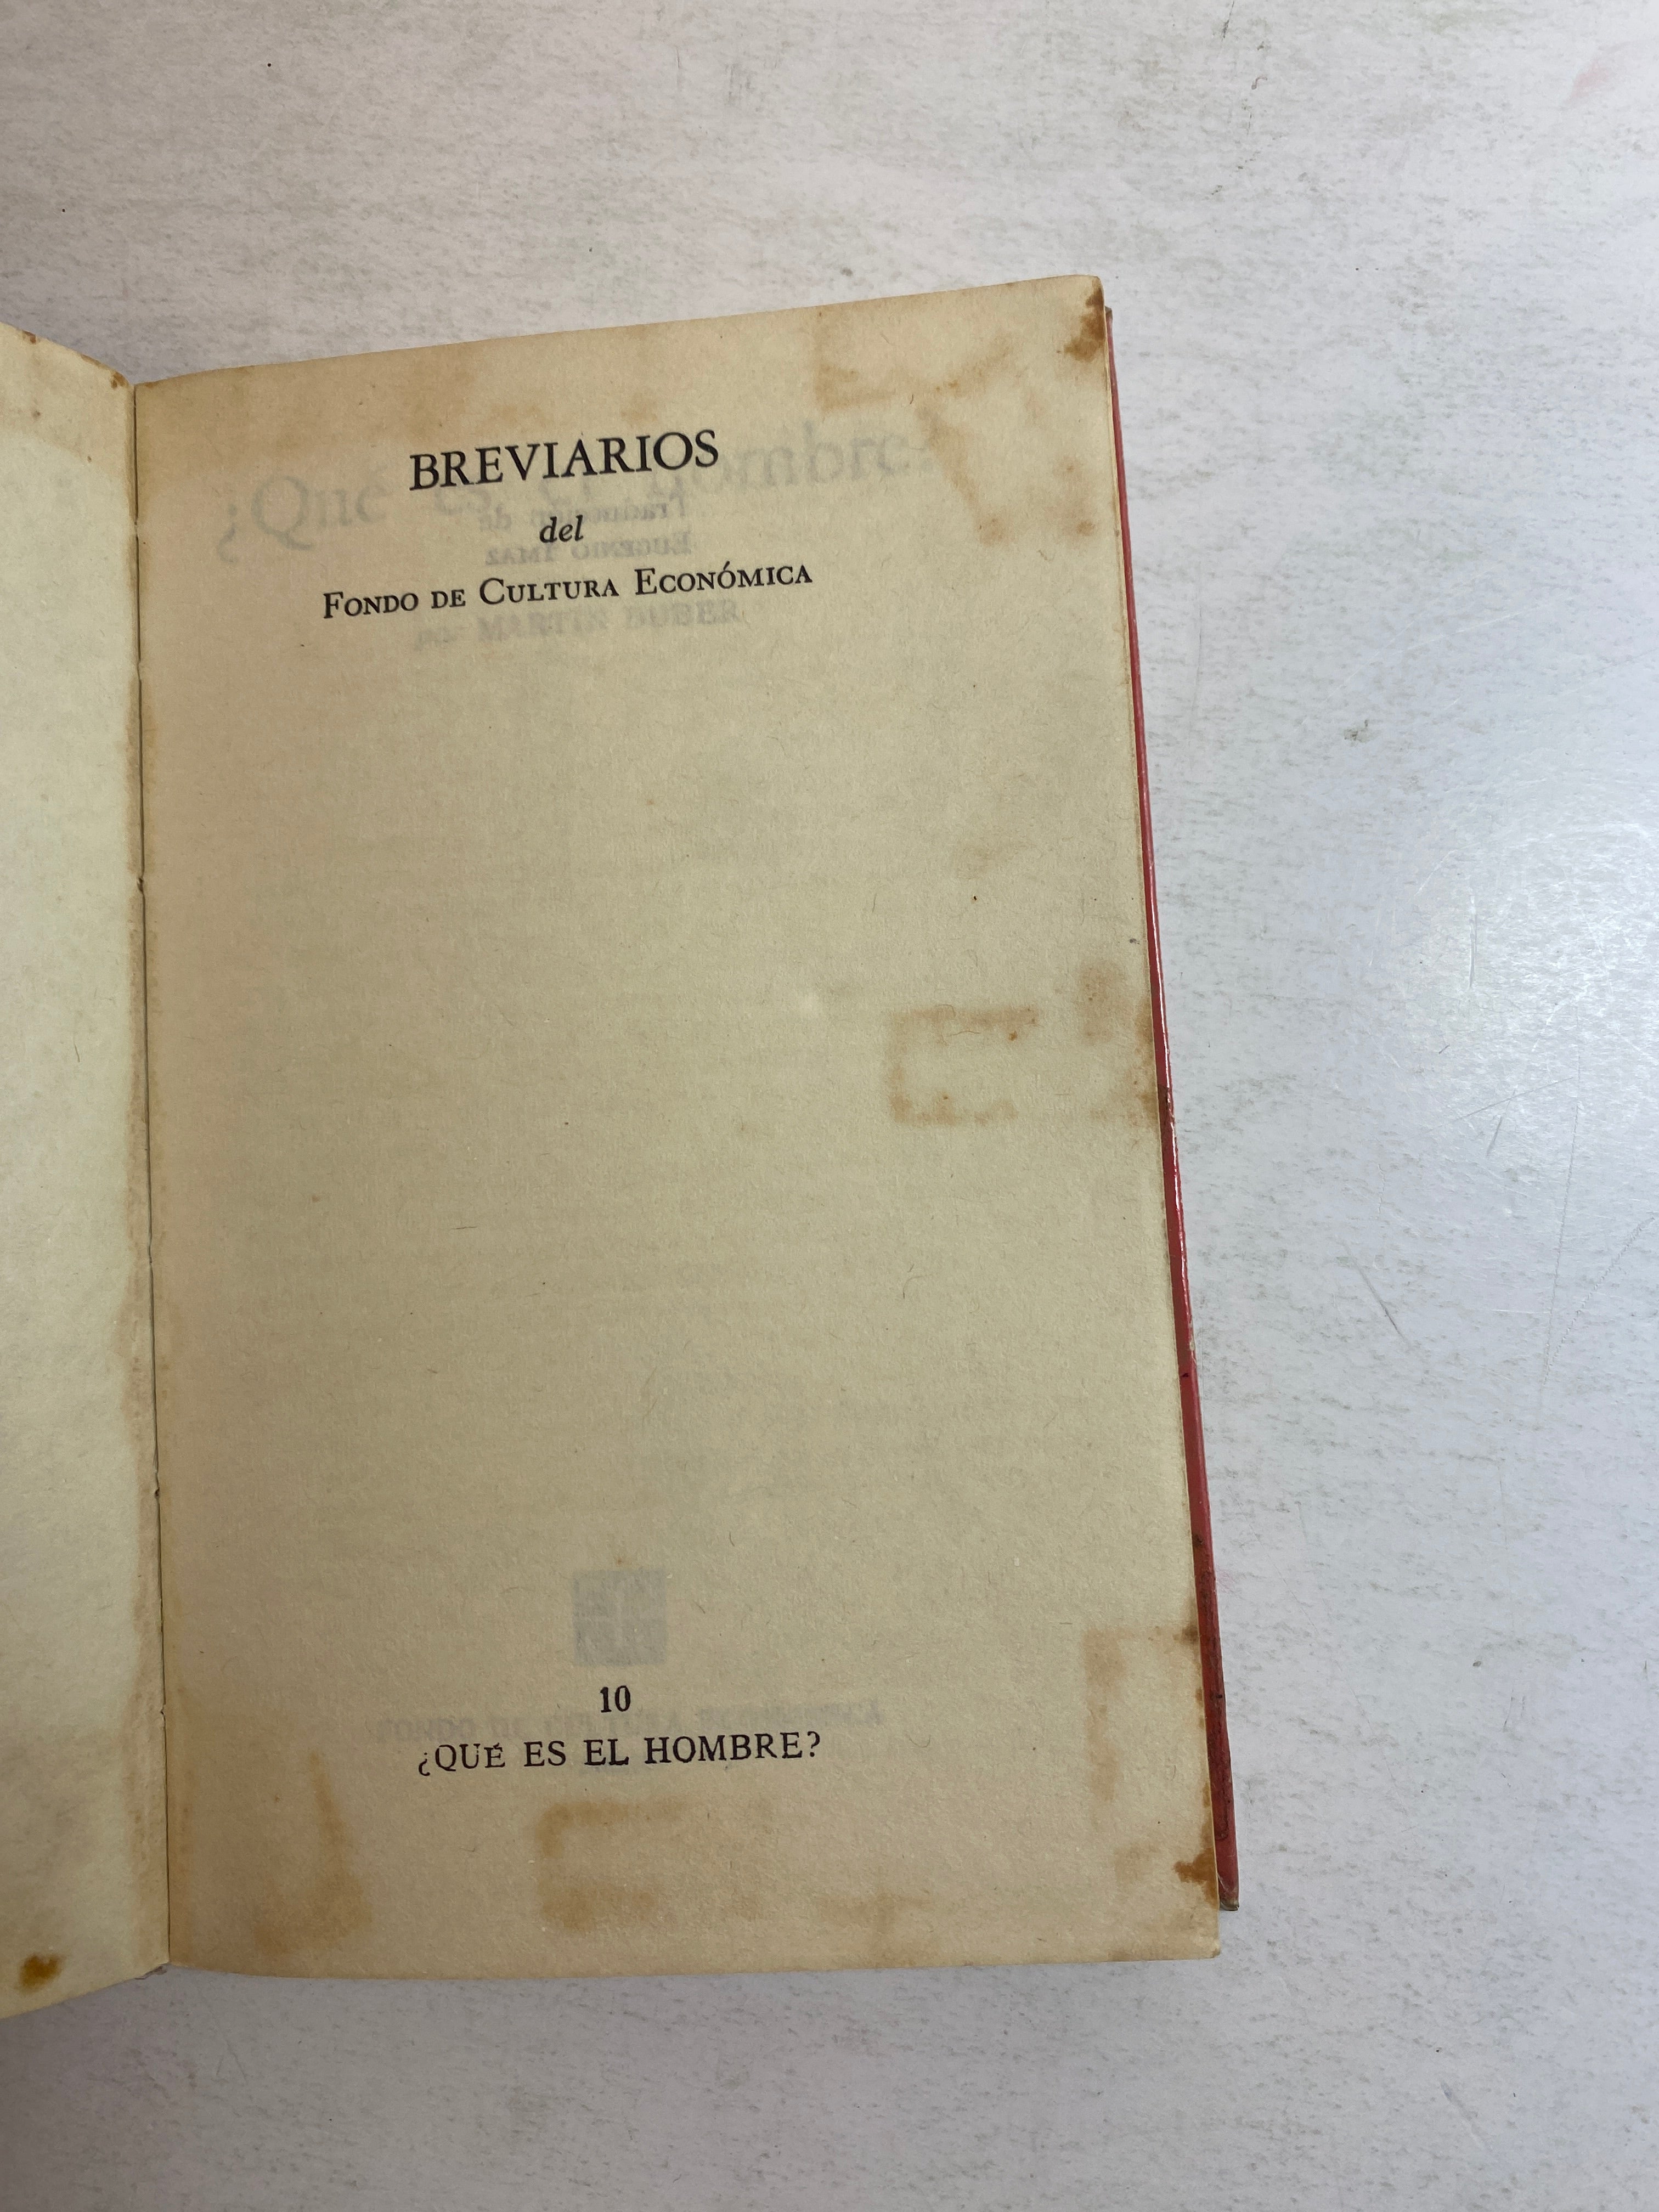 BREVIARIOS
del
FONDO DE CULTURA ECONÓMICA
10
¿QUÉ ES EL HOMBRE?